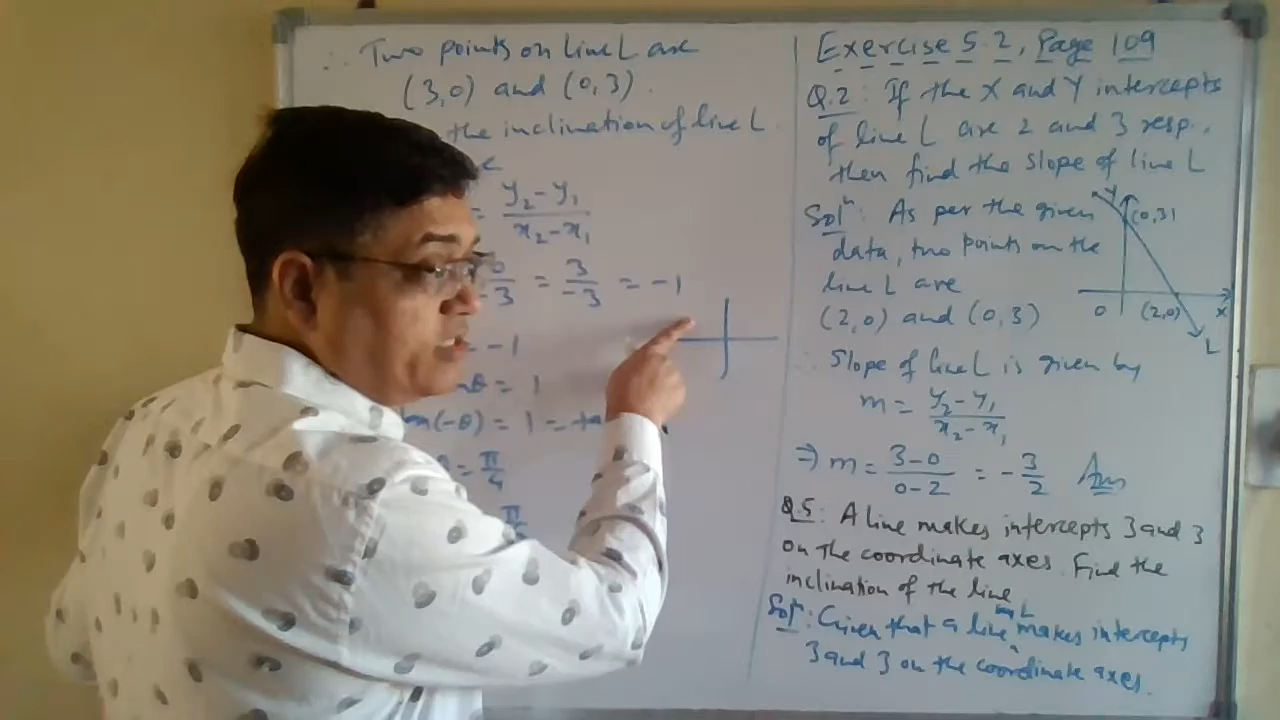 ∴ Two points on line L are
(3,0) and (0,3).
the inclination of line L
= y₂-y₁ / x₂-x₁
= 3/-3 = -1
-1
θ = 1
(-θ) = 1 =
= π/4
π
Exercise 5.2, Page 109
Q.2: If the X and Y intercepts
of line L are 2 and 3 resp.,
then find the slope of line L
Solⁿ: As per the given
data, two points on the
line L are
(2,0) and (0,3)
Y
(0,3)
O
(2,0)
X
L
∴ Slope of line L is given by
m = y₂-y₁ / x₂-x₁
⇒ m = 3-0 / 0-2 = -3/2 Ans
Q.5: A line makes intercepts 3 and 3
on the coordinate axes. Find the
inclination of the line
Solⁿ: Given that a line L makes intercepts
3 and 3 on the coordinate axes.